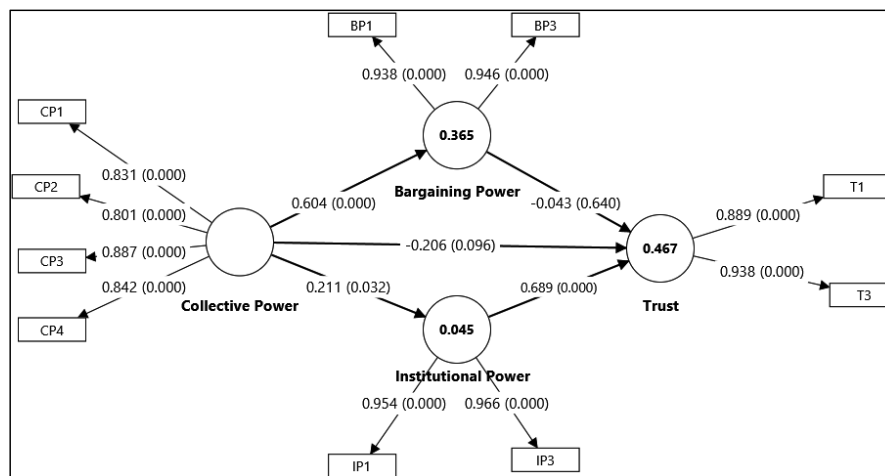 BP1
BP3
0.938 (0.000)
0.946 (0.000)
CP1
0.831 (0.000)
0.365
CP2
0.801 (0.000)
Bargaining Power
T1
0.604 (0.000)
-0.043 (0.640)
0.889 (0.000)
CP3
0.887 (0.000)
-0.206 (0.096)
0.467
0.842 (0.000)
0.938 (0.000)
CP4
Collective Power
0.211 (0.032)
0.689 (0.000)
Trust
T3
0.045
Institutional Power
0.954 (0.000)
0.966 (0.000)
IP1
IP3